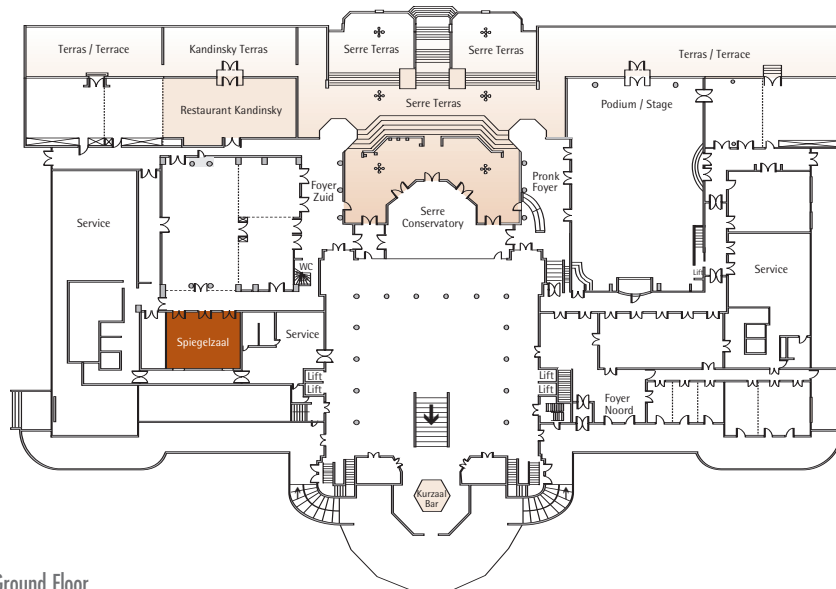 Serre Terras
Serre Terras
Terras / Terrace
Kandinsky Terras
Terras / Terrace
Restaurant Kandinsky
Serre Terras
Podium / Stage
Foyer
Zuid
Pronk
Foyer
Service
Serre
Conservatory
WC
Lift
Service
Spiegelzaal
Service
Lift
Lift
Lift
Lift
Foyer
Noord
Kurzaal
Bar
Ground Floor